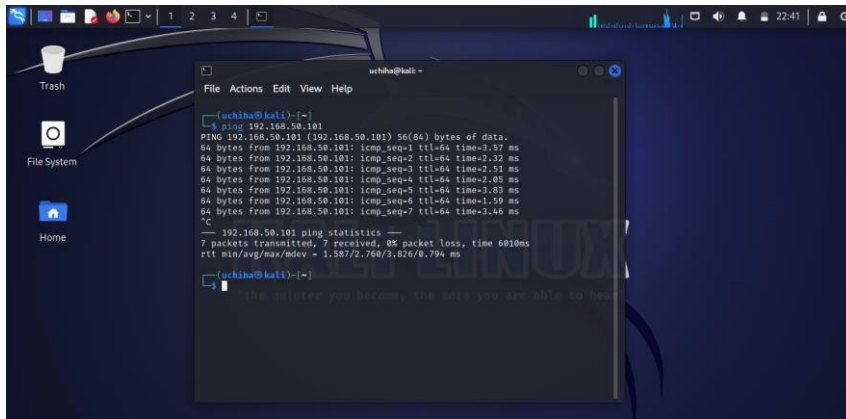 1 2 3 4
22:41
Trash
File System
Home
uchiha@kali: ~
File Actions Edit View Help
┌──(uchiha㉿kali)-[~]
└─$ ping 192.168.50.101
PING 192.168.50.101 (192.168.50.101) 56(84) bytes of data.
64 bytes from 192.168.50.101: icmp_seq=1 ttl=64 time=3.57 ms
64 bytes from 192.168.50.101: icmp_seq=2 ttl=64 time=2.32 ms
64 bytes from 192.168.50.101: icmp_seq=3 ttl=64 time=2.51 ms
64 bytes from 192.168.50.101: icmp_seq=4 ttl=64 time=2.05 ms
64 bytes from 192.168.50.101: icmp_seq=5 ttl=64 time=3.83 ms
64 bytes from 192.168.50.101: icmp_seq=6 ttl=64 time=1.59 ms
64 bytes from 192.168.50.101: icmp_seq=7 ttl=64 time=3.46 ms
^C
— 192.168.50.101 ping statistics —
7 packets transmitted, 7 received, 0% packet loss, time 6010ms
rtt min/avg/max/mdev = 1.587/2.760/3.826/0.794 ms
┌──(uchiha㉿kali)-[~]
└─$
KALI LINUX
"the quieter you become, the more you are able to hear"